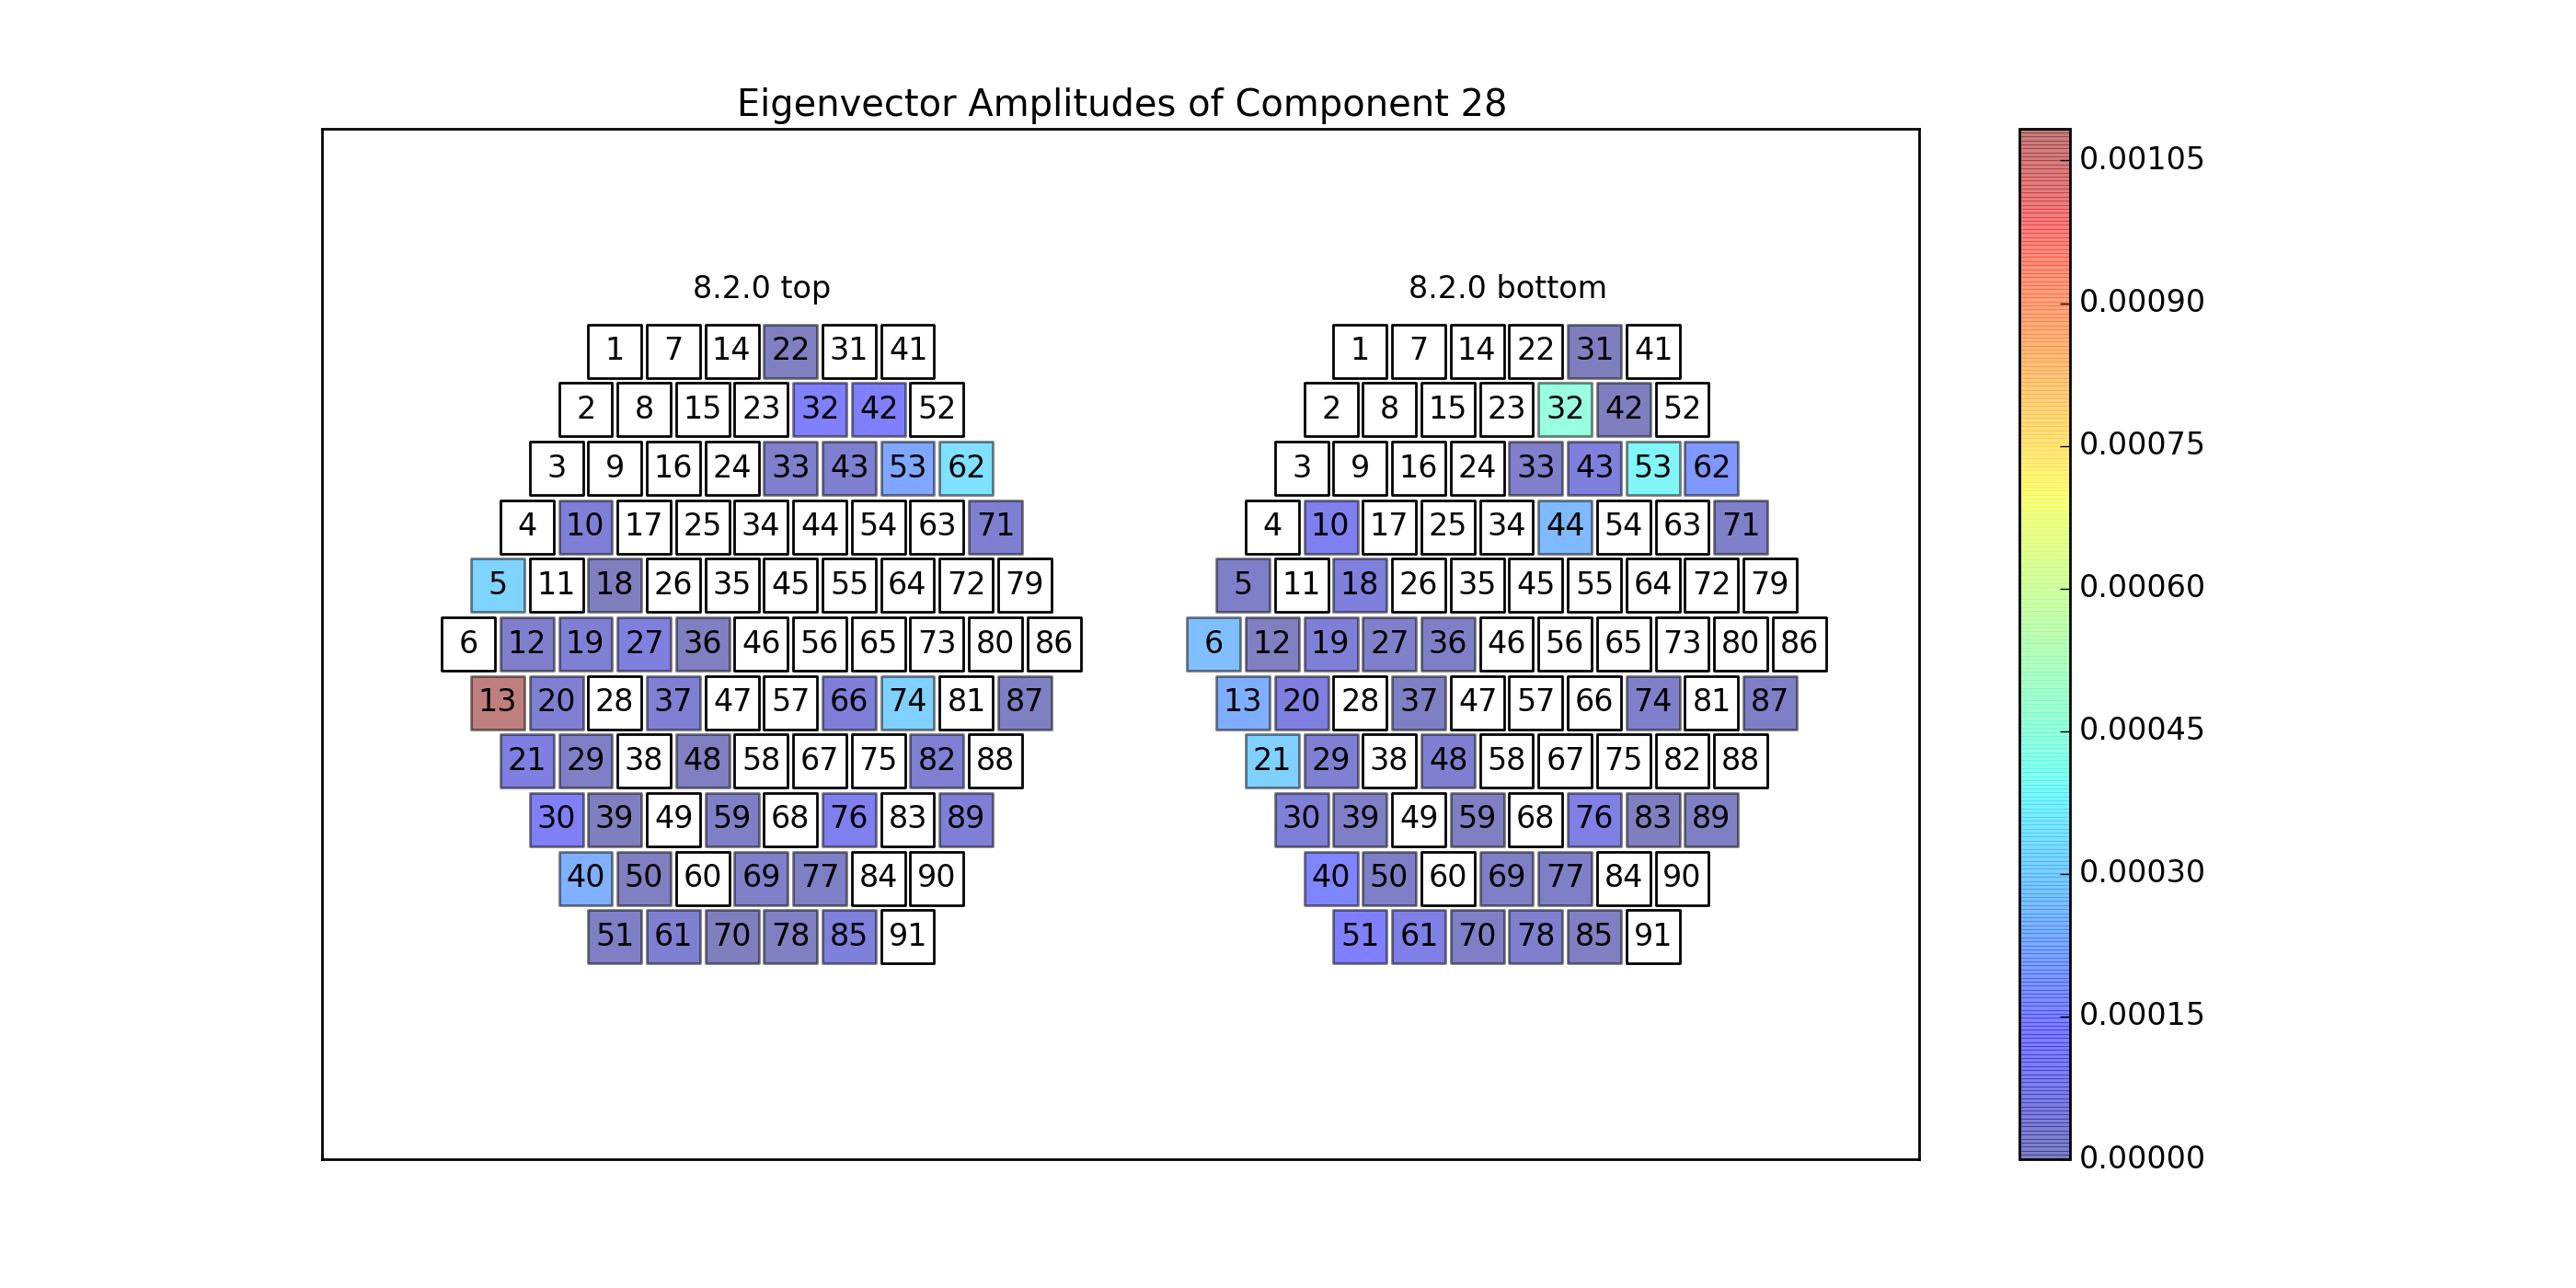 Eigenvector Amplitudes of Component 28
8.2.0 top
1 7 14 22 31 41
2 8 15 23 32 42 52
3 9 16 24 33 43 53 62
4 10 17 25 34 44 54 63 71
5 11 18 26 35 45 55 64 72 79
6 12 19 27 36 46 56 65 73 80 86
13 20 28 37 47 57 66 74 81 87
21 29 38 48 58 67 75 82 88
30 39 49 59 68 76 83 89
40 50 60 69 77 84 90
51 61 70 78 85 91
8.2.0 bottom
1 7 14 22 31 41
2 8 15 23 32 42 52
3 9 16 24 33 43 53 62
4 10 17 25 34 44 54 63 71
5 11 18 26 35 45 55 64 72 79
6 12 19 27 36 46 56 65 73 80 86
13 20 28 37 47 57 66 74 81 87
21 29 38 48 58 67 75 82 88
30 39 49 59 68 76 83 89
40 50 60 69 77 84 90
51 61 70 78 85 91
0.00105
0.00090
0.00075
0.00060
0.00045
0.00030
0.00015
0.00000